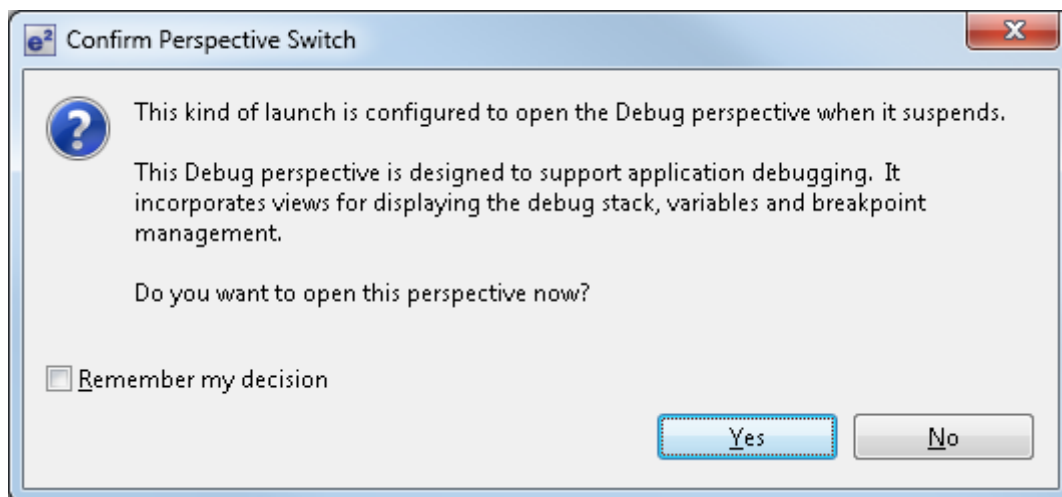 e² Confirm Perspective Switch
This kind of launch is configured to open the Debug perspective when it suspends.
This Debug perspective is designed to support application debugging. It
incorporates views for displaying the debug stack, variables and breakpoint
management.
Do you want to open this perspective now?
Remember my decision
Yes No